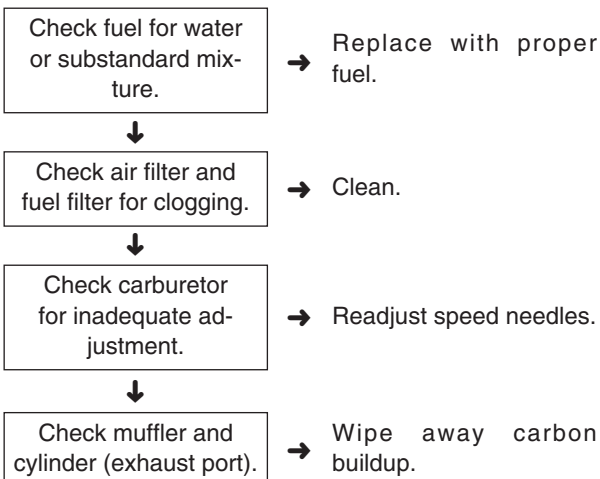 Check fuel for water
or substandard mix-
ture.
Replace with proper
fuel.
Check air filter and
fuel filter for clogging.
Clean.
Check carburetor
for inadequate ad-
justment.
Readjust speed needles.
Check muffler and
cylinder (exhaust port).
Wipe away carbon
buildup.